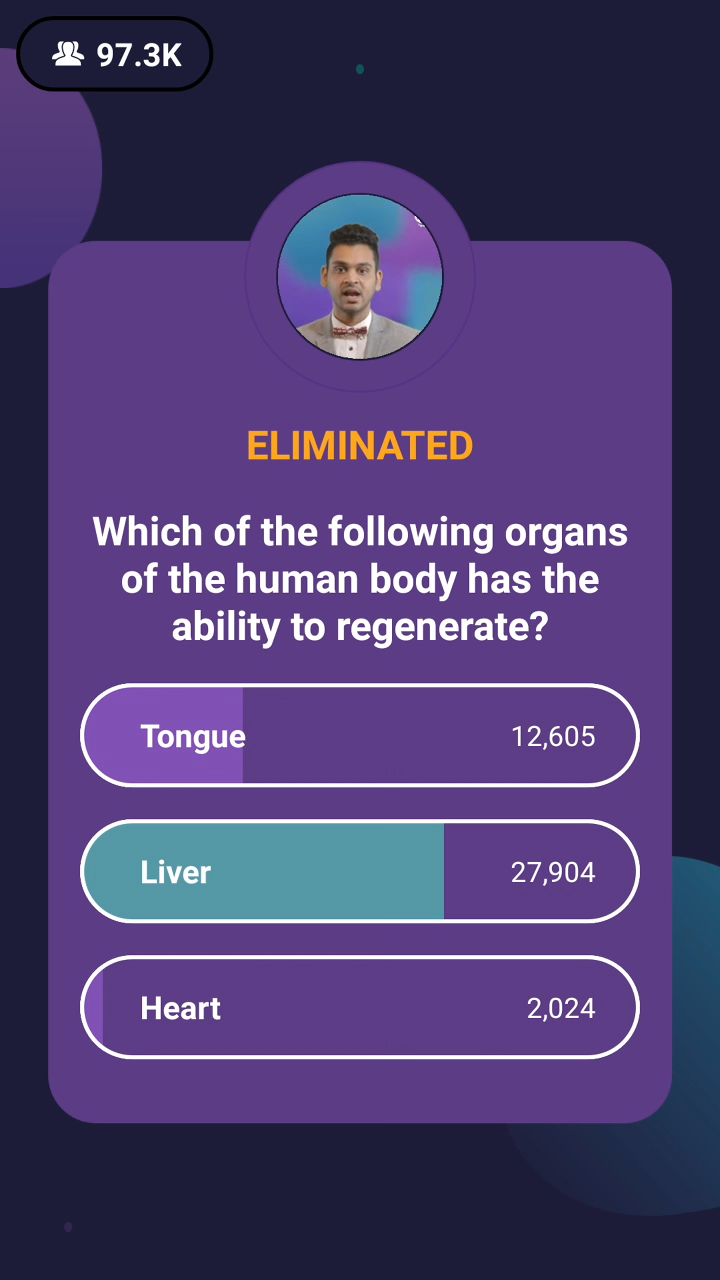 97.3K
ELIMINATED
Which of the following organs
of the human body has the
ability to regenerate?
Tongue 12,605
Liver 27,904
Heart 2,024